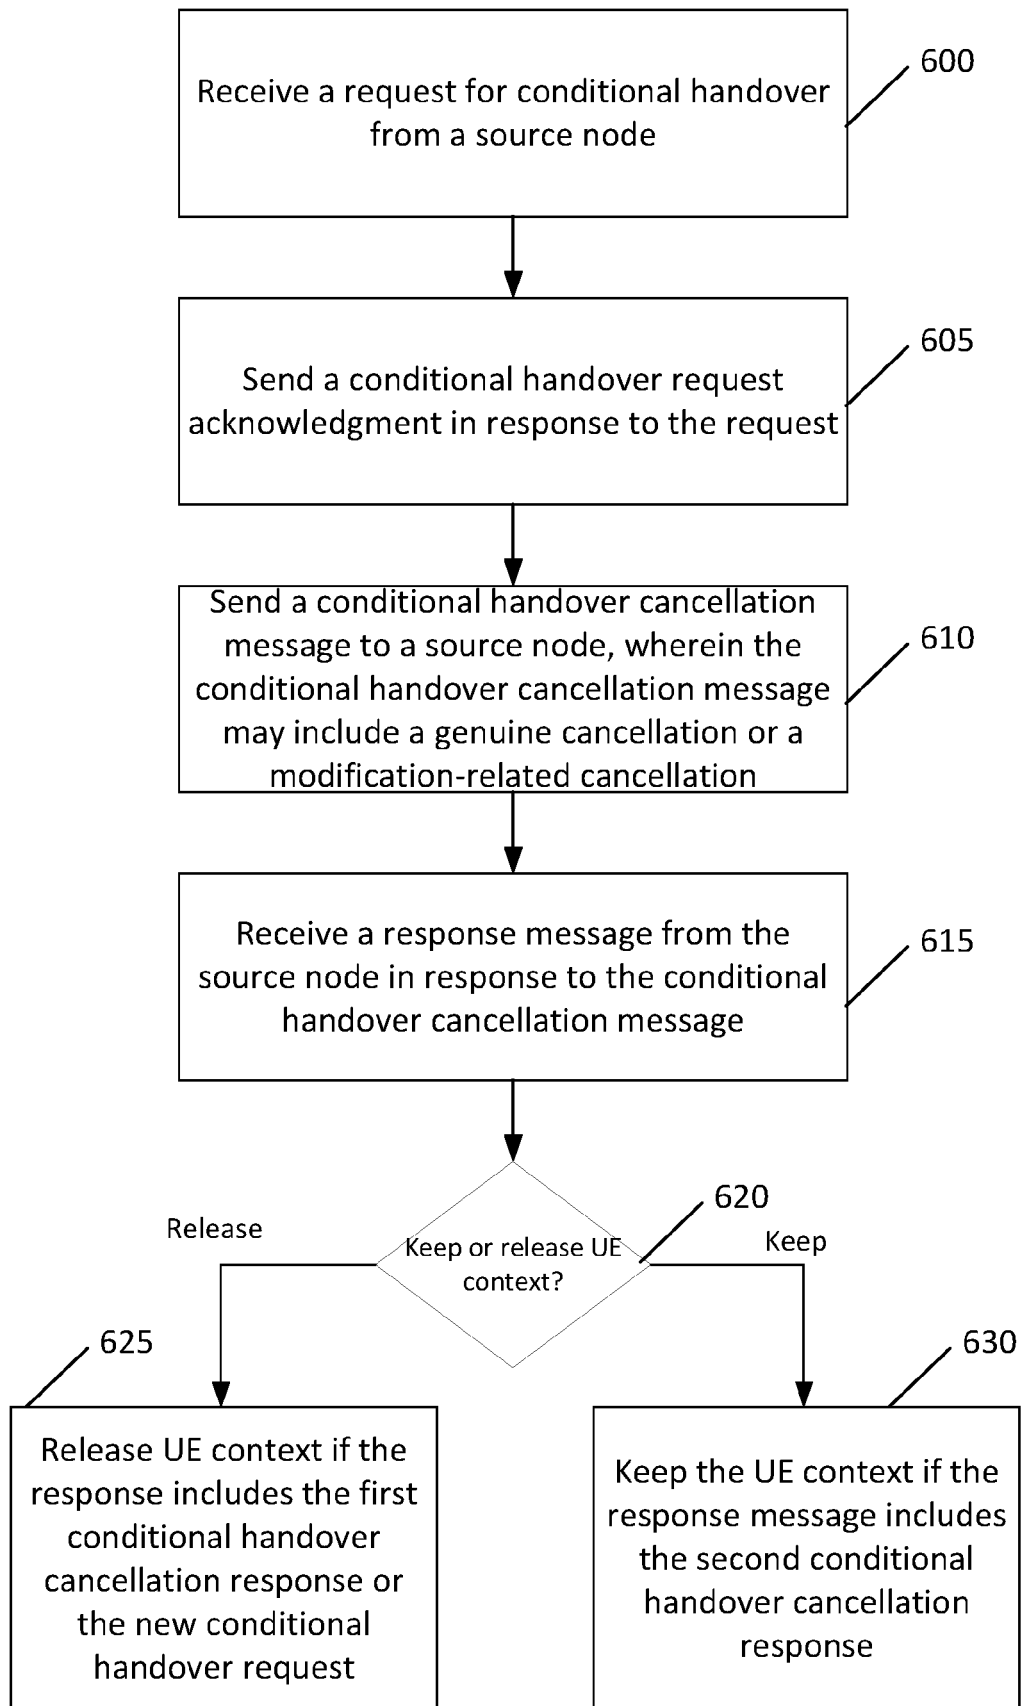 Receive a request for conditional handover
from a source node
600
Send a conditional handover request
acknowledgment in response to the request
605
Send a conditional handover cancellation
message to a source node, wherein the
conditional handover cancellation message
may include a genuine cancellation or a
modification-related cancellation
610
Receive a response message from the
source node in response to the conditional
handover cancellation message
615
620
Release
Keep
Keep or release UE
context?
625
630
Release UE context if the
response includes the first
conditional handover
cancellation response or
the new conditional
handover request
Keep the UE context if the
response message includes
the second conditional
handover cancellation
response